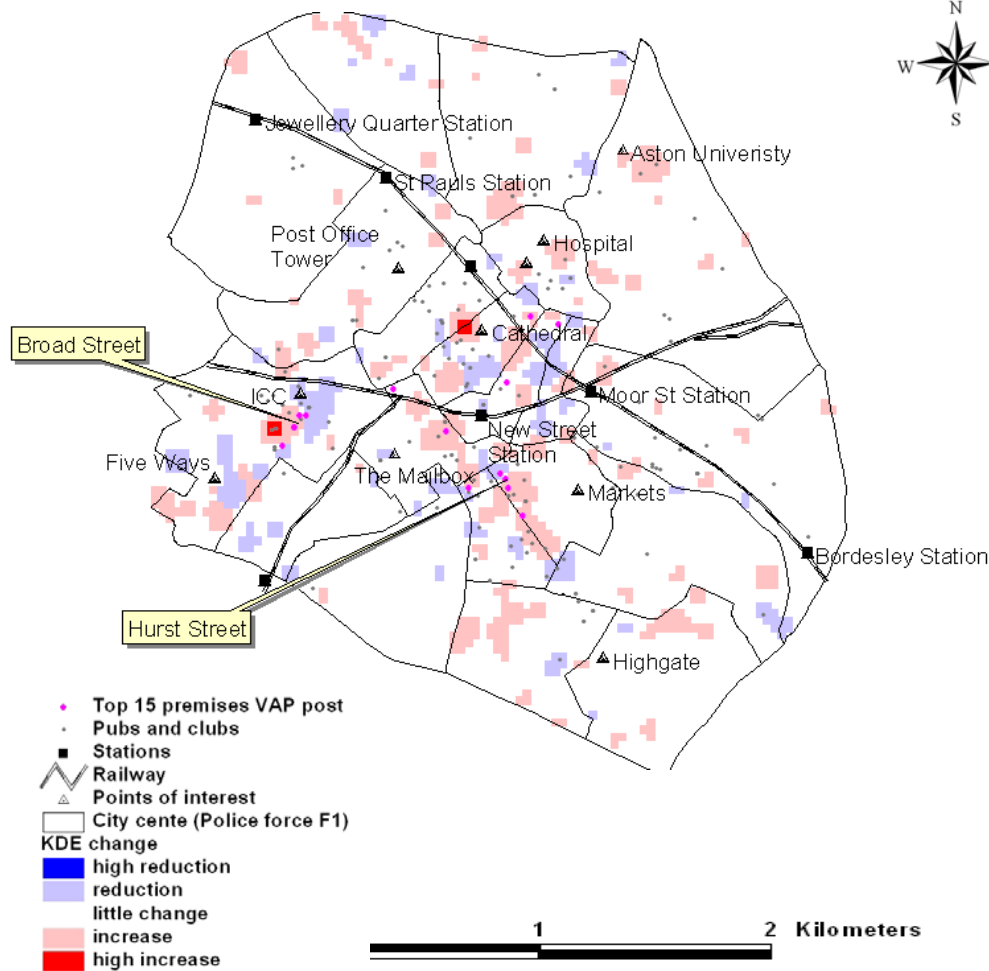 N
W
E
S
Jewellery Quarter Station
Aston Univeristy
St Pauls Station
Post Office
Tower
Hospital
Broad Street
Cathedral
ICC
Moor St Station
New Street
Station
Five Ways
The Mailbox
Markets
Bordesley Station
Hurst Street
Highgate
Top 15 premises VAP post
Pubs and clubs
Stations
Railway
Points of interest
City cente (Police force F1)
KDE change
high reduction
reduction
little change
increase
high increase
1
2 Kilometers